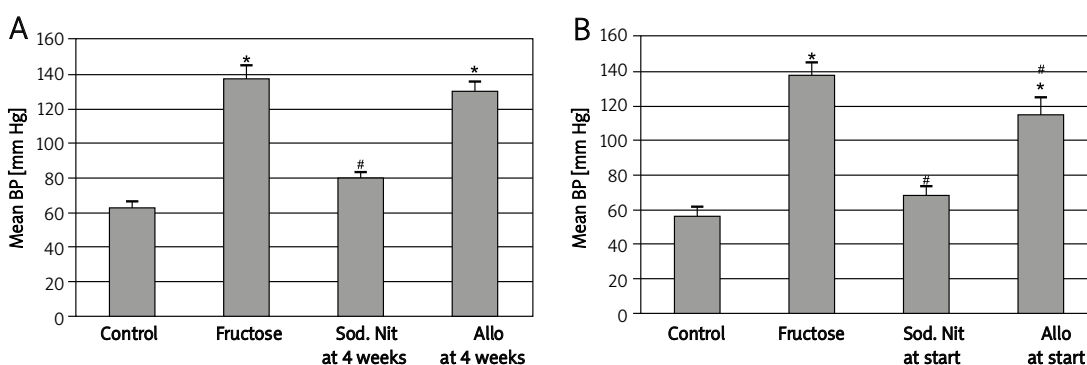 A
Mean BP [mm Hg]
160
140
120
100
80
60
40
20
0
*
#
*
Control
Fructose
Sod. Nit
at 4 weeks
Allo
at 4 weeks
B
Mean BP [mm Hg]
160
140
120
100
80
60
40
20
0
*
#
#
*
Control
Fructose
Sod. Nit
at start
Allo
at start